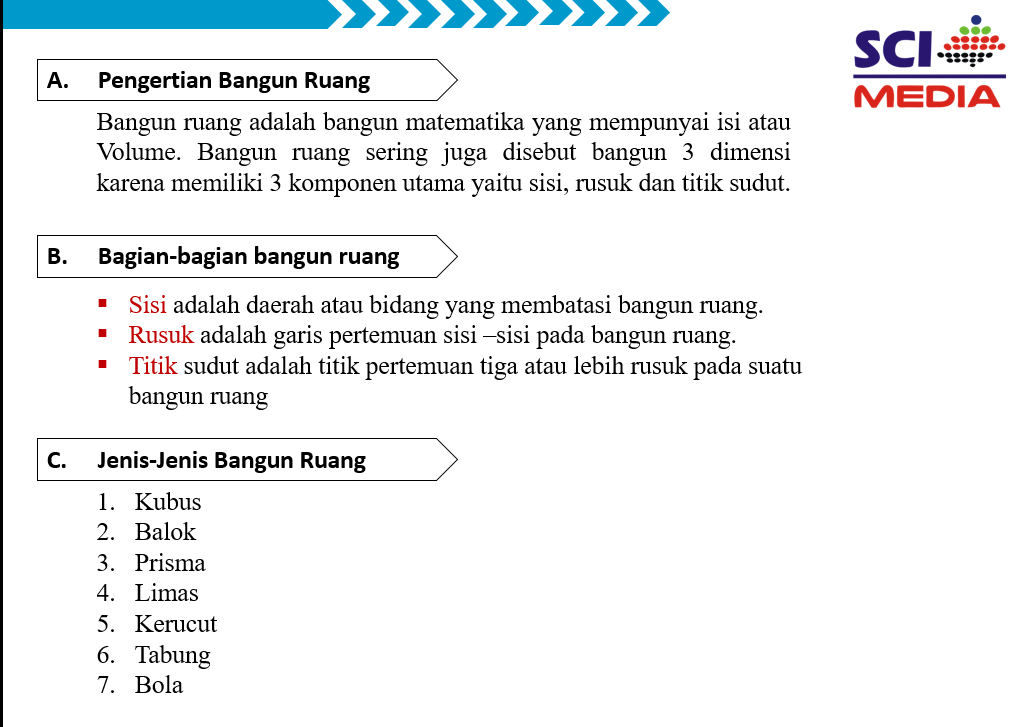 SCI
MEDIA
A. Pengertian Bangun Ruang
Bangun ruang adalah bangun matematika yang mempunyai isi atau
Volume. Bangun ruang sering juga disebut bangun 3 dimensi
karena memiliki 3 komponen utama yaitu sisi, rusuk dan titik sudut.
B. Bagian-bagian bangun ruang
▪ Sisi adalah daerah atau bidang yang membatasi bangun ruang.
▪ Rusuk adalah garis pertemuan sisi –sisi pada bangun ruang.
▪ Titik sudut adalah titik pertemuan tiga atau lebih rusuk pada suatu
bangun ruang
C. Jenis-Jenis Bangun Ruang
1. Kubus
2. Balok
3. Prisma
4. Limas
5. Kerucut
6. Tabung
7. Bola